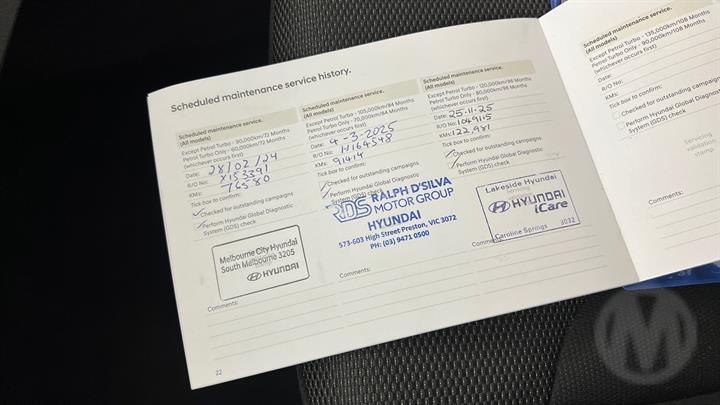 Scheduled maintenance service history.
Scheduled maintenance service.
(All models)
Except Petrol Turbo - 90,000km/72 Months
Petrol Turbo Only - 60,000km/72 Months
(whichever occurs first)
Date: 28/02/24
R/O No: X153391
KMs: 76580
Tick box to confirm:
Checked for outstanding campaigns
Perform Hyundai Global Diagnostic
System (GDS) check
Melbourne City Hyundai
South Melbourne 3205
HYUNDAI
Comments:
22
Scheduled maintenance service.
(All models)
Except Petrol Turbo - 105,000km/84 Months
Petrol Turbo Only - 70,000km/84 Months
(whichever occurs first)
Date: 4-3-2025
R/O No: H164548
KMs: 91414
Tick box to confirm:
Checked for outstanding campaigns
Perform Hyundai Global Diagnostic
System (GDS) check
RDS RALPH D'SILVA
MOTOR GROUP
HYUNDAI
573-603 High Street Preston, VIC 3072
PH: (03) 9471 0500
Comments:
Scheduled maintenance service.
(All models)
Except Petrol Turbo - 120,000km/96 Months
Petrol Turbo Only - 80,000km/96 Months
(whichever occurs first)
Date: 25-11-25
R/O No: 1049115
KMs: 122,981
Tick box to confirm:
Checked for outstanding campaigns
Perform Hyundai Global Diagnostic
System (GDS) check
Lakeside Hyundai
HYUNDAI
iCare
Caroline Springs 3032
Comments:
Scheduled maintenance service.
(All models)
Except Petrol Turbo - 135,000km/108 Months
Petrol Turbo Only - 90,000km/108 Months
(whichever occurs first)
Date:
R/O No:
KMs:
Tick box to confirm:
Checked for outstanding
Perform Hyundai Global Diagnostic
System (GDS) check
Servicing
validation
stamp
M